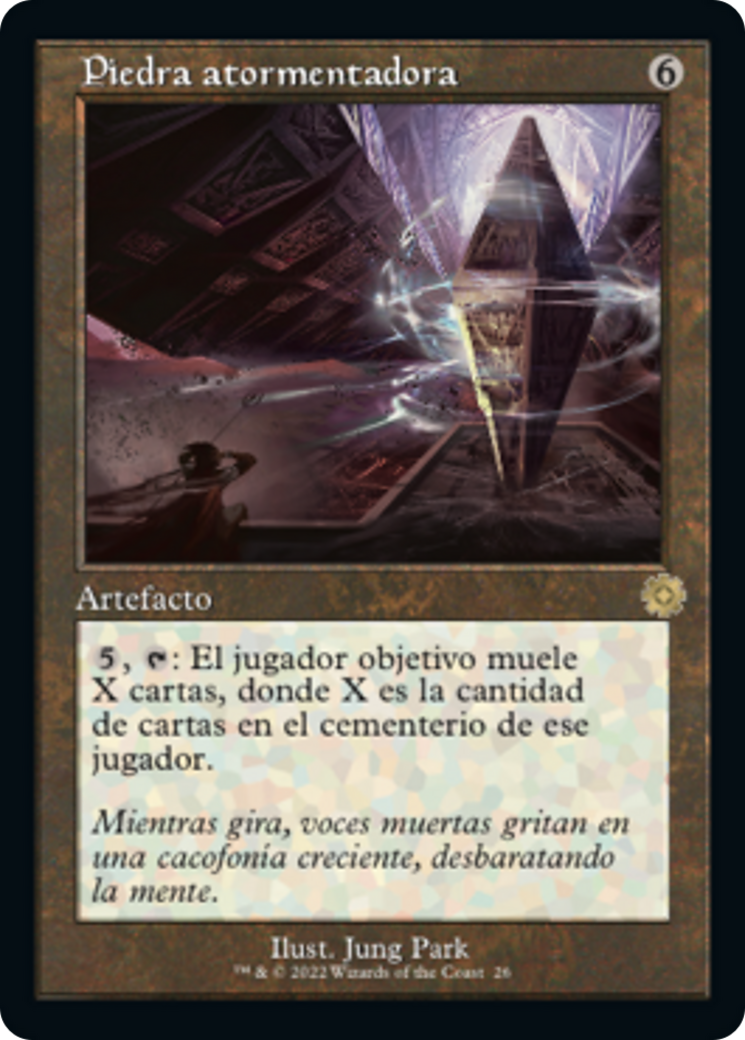 Piedra atormentadora
6
Artefacto
5, T: El jugador objetivo muele
X cartas, donde X es la cantidad
de cartas en el cementerio de ese
jugador.
Mientras gira, voces muertas gritan en
una cacofonía creciente, desbaratando
la mente.
Ilust. Jung Park
™ & © 2022 Wizards of the Coast 26